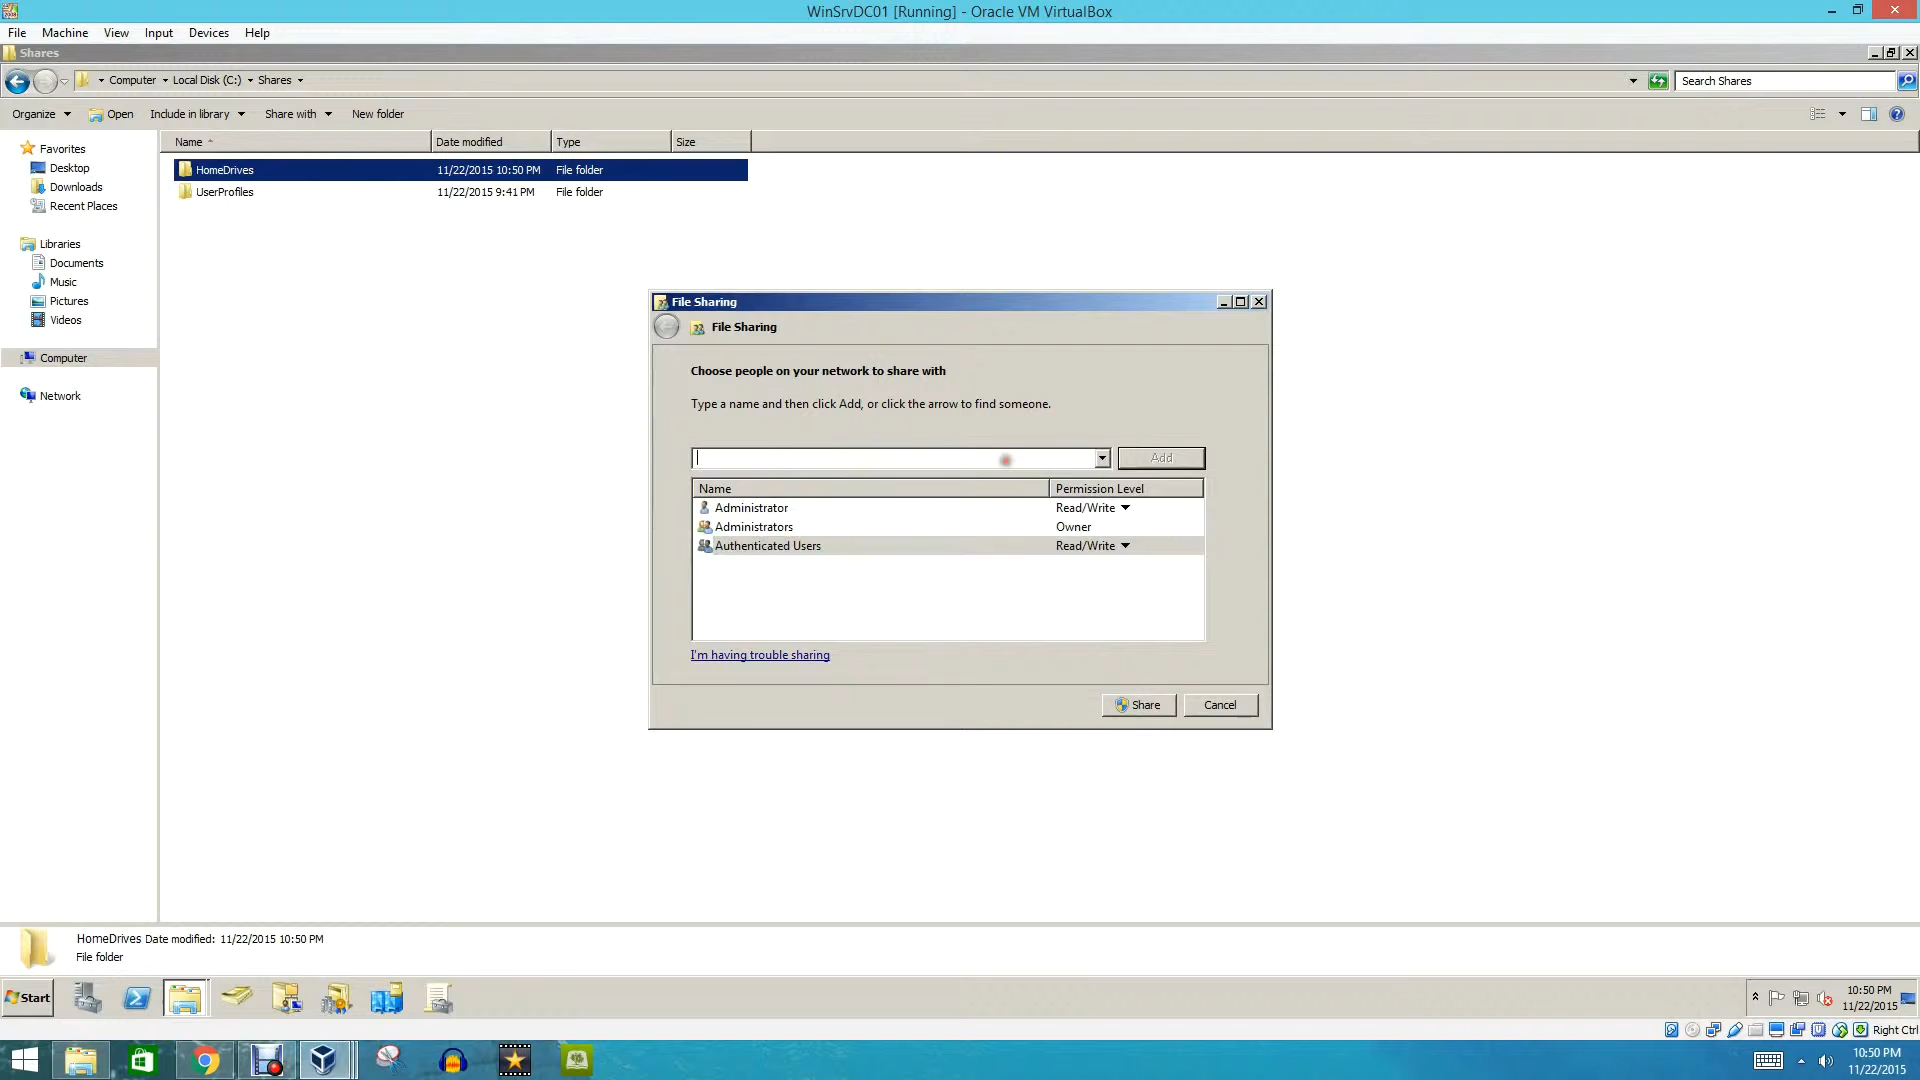 WinSrvDC01 [Running] - Oracle VM VirtualBox
File Machine View Input Devices Help
Shares
Computer Local Disk (C:) Shares
Search Shares
Organize Open Include in library Share with New folder
Name Date modified Type Size
Favorites
Desktop
Downloads
Recent Places
Libraries
Documents
Music
Pictures
Videos
Computer
Network
HomeDrives 11/22/2015 10:50 PM File folder
UserProfiles 11/22/2015 9:41 PM File folder
File Sharing
File Sharing
Choose people on your network to share with
Type a name and then click Add, or click the arrow to find someone.
Add
Name Permission Level
Administrator Read/Write
Administrators Owner
Authenticated Users Read/Write
I'm having trouble sharing
Share Cancel
HomeDrives Date modified: 11/22/2015 10:50 PM
File folder
Start
10:50 PM
11/22/2015
Right Ctrl
10:50 PM
11/22/2015